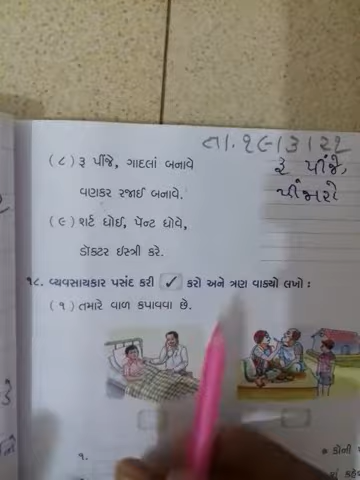 તા.૧૯/૩/૨૧
(૮) રૂ પીંજે, ગાદલાં બનાવે
વણકર રજાઈ બનાવે.
રૂ પીંજે,
પીંજારો
(૯) શર્ટ ધોઈ, પેન્ટ ધોવે,
ડૉક્ટર ઈસ્ત્રી કરે.
૧૮. વ્યવસાયકાર પસંદ કરી ✓ કરો અને ત્રણ વાક્યો લખો :
(૧) તમારે વાળ કપાવવા છે.
૧.
કોની